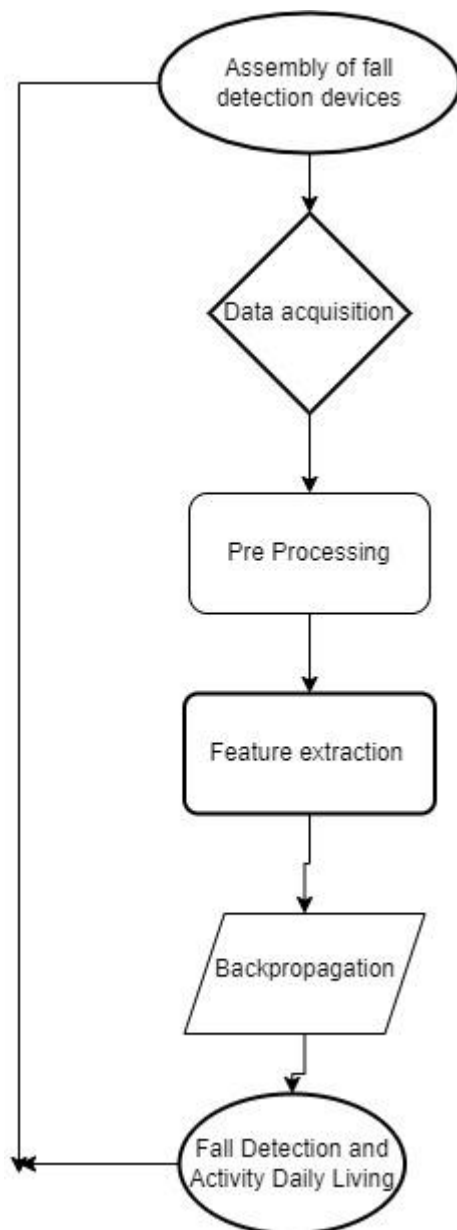 Assembly of fall
detection devices
Data acquisition
Pre Processing
Feature extraction
Backpropagation
Fall Detection and
Activity Daily Living